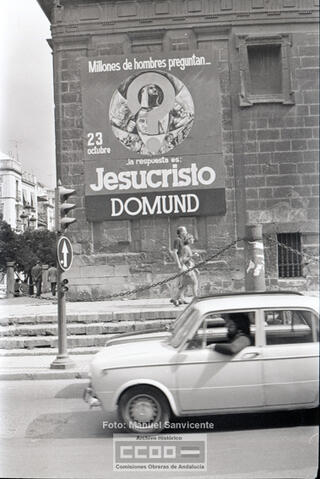 Millones de hombres preguntan...
23
octubre
..la respuesta es:
Jesucristo
DOMUND
Foto: Manuel Sanvicente
Archivo Histórico
CCOO
Comisiones Obreras de Andalucía